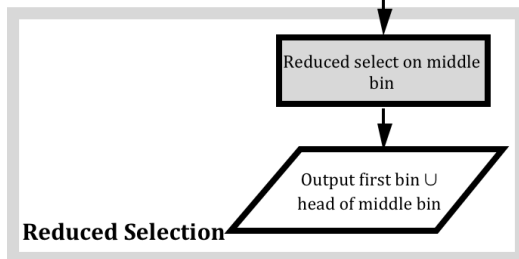 Reduced select on middle
bin
Output first bin ∪
head of middle bin
Reduced Selection